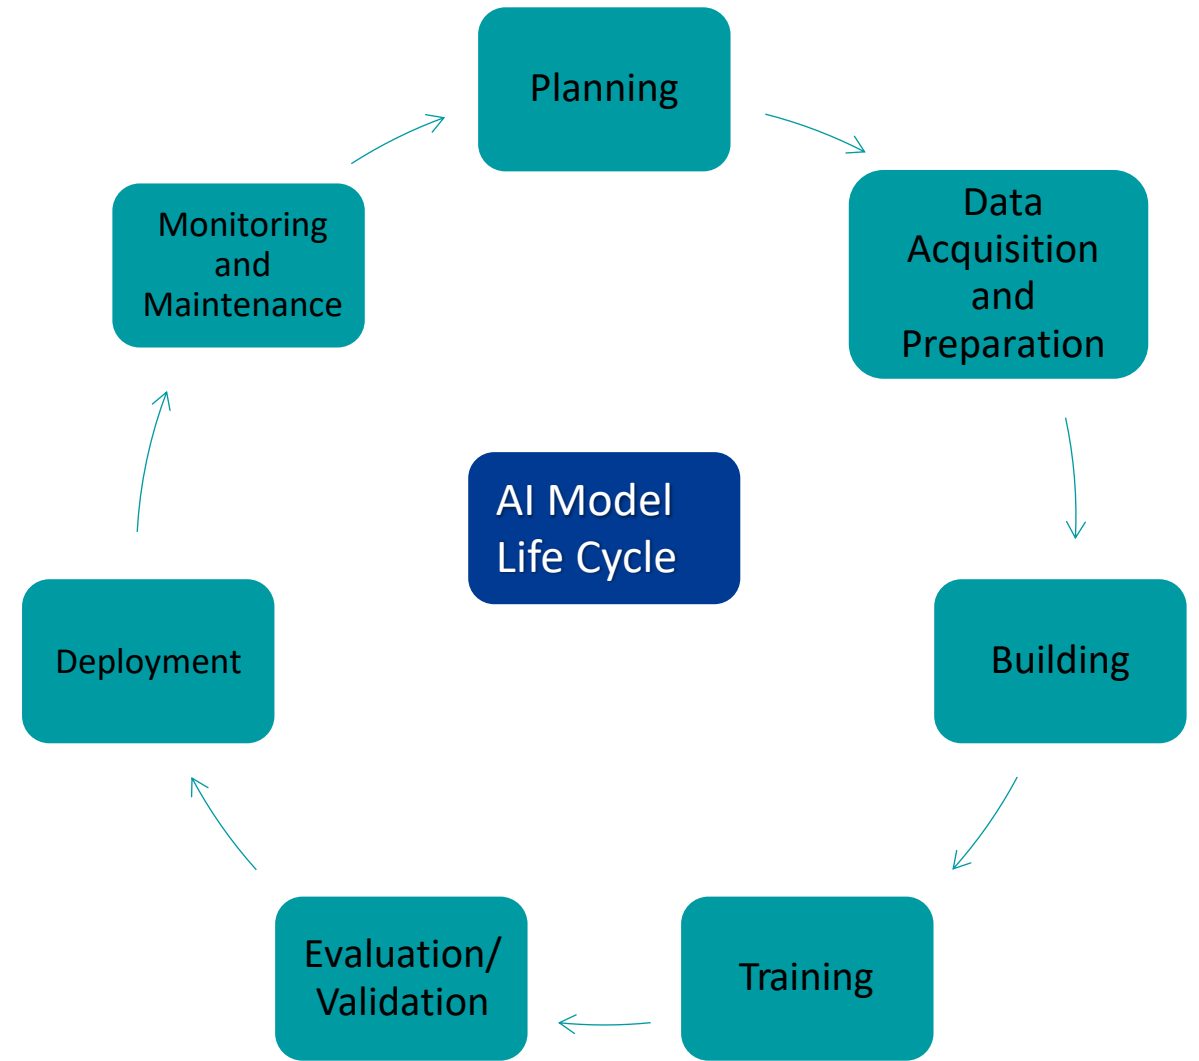 Planning
Data
Acquisition
and
Preparation
Building
Training
Evaluation/
Validation
Deployment
Monitoring
and
Maintenance
AI Model
Life Cycle